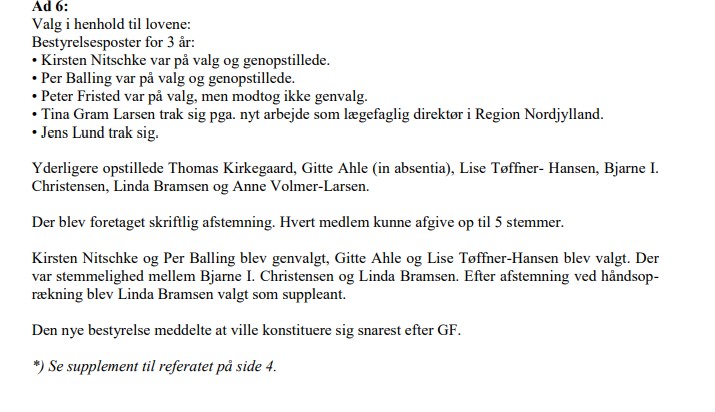 Ad 6:
Valg i henhold til lovene:
Bestyrelsesposter for 3 år:
• Kirsten Nitschke var på valg og genopstillede.
• Per Balling var på valg og genopstillede.
• Peter Fristed var på valg, men modtog ikke genvalg.
• Tina Gram Larsen trak sig pga. nyt arbejde som lægefaglig direktør i Region Nordjylland.
• Jens Lund trak sig.
Yderligere opstillede Thomas Kirkegaard, Gitte Ahle (in absentia), Lise Tøffner- Hansen, Bjarne I.
Christensen, Linda Bramsen og Anne Volmer-Larsen.
Der blev foretaget skriftlig afstemning. Hvert medlem kunne afgive op til 5 stemmer.
Kirsten Nitschke og Per Balling blev genvalgt, Gitte Ahle og Lise Tøffner-Hansen blev valgt. Der
var stemmelighed mellem Bjarne I. Christensen og Linda Bramsen. Efter afstemning ved håndsop-
rækning blev Linda Bramsen valgt som suppleant.
Den nye bestyrelse meddelte at ville konstituere sig snarest efter GF.
*) Se supplement til referatet på side 4.